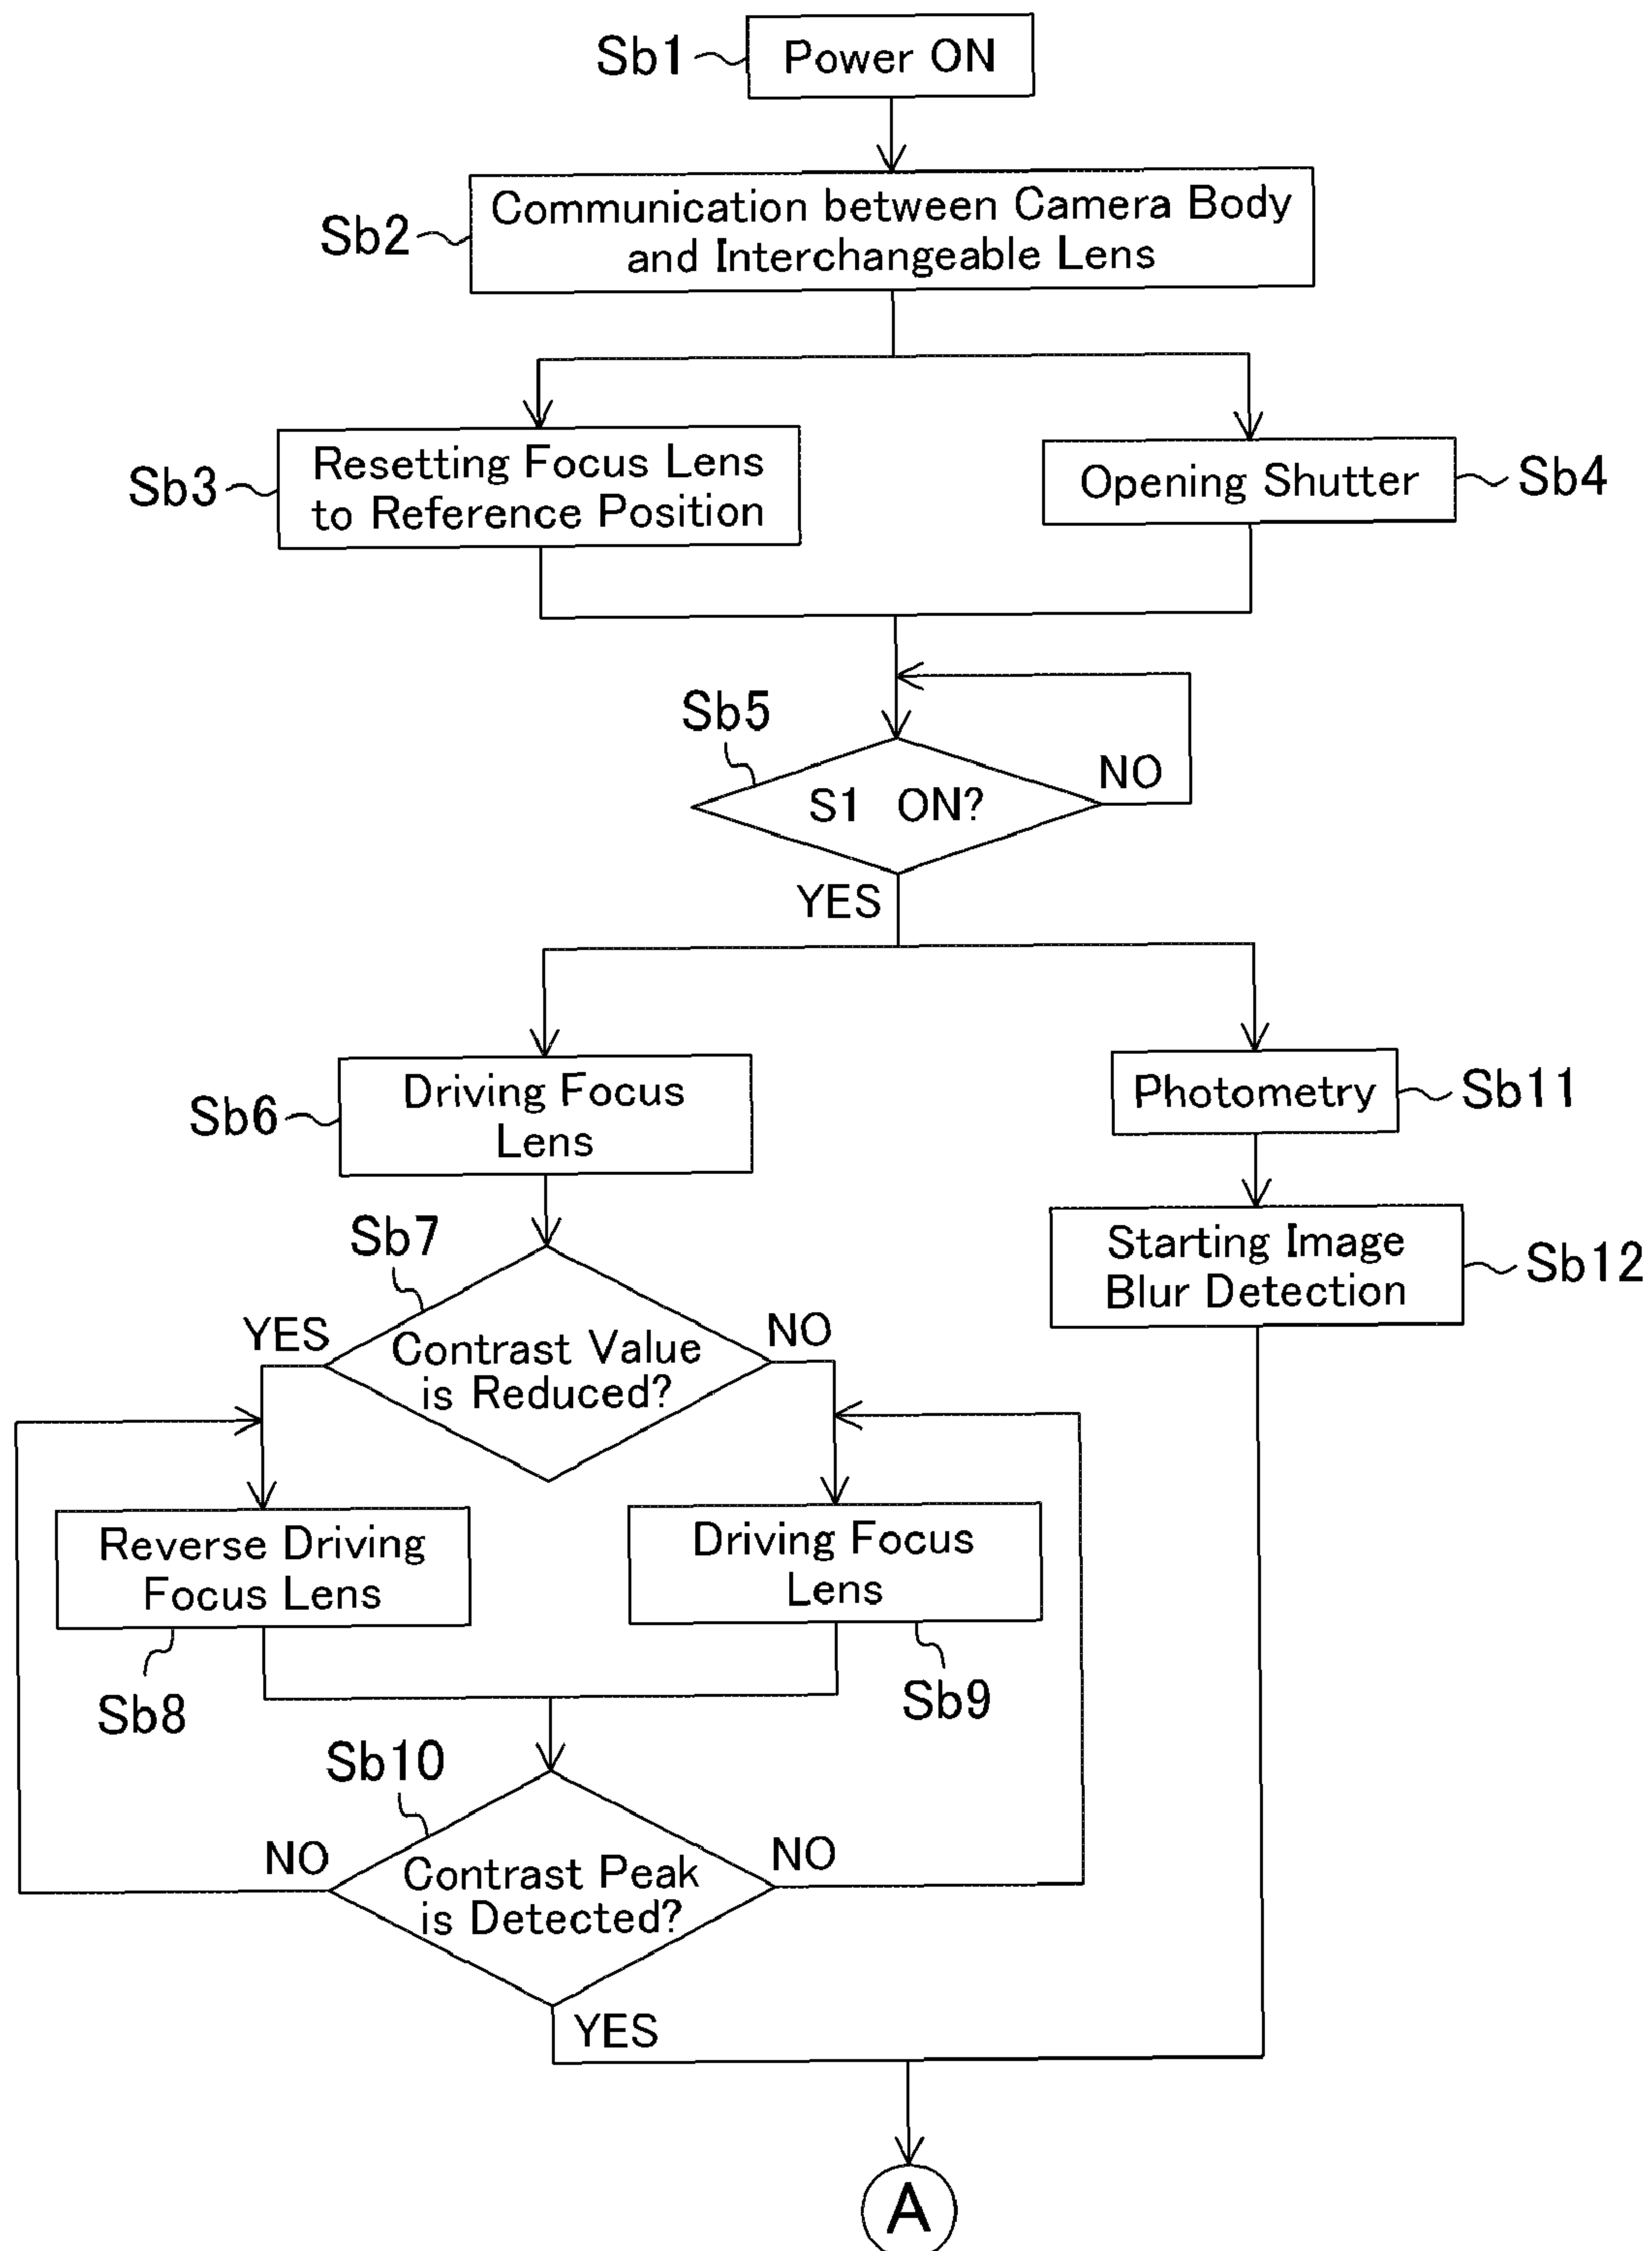 Sb1
Power ON
Sb2
Communication between Camera Body
and Interchangeable Lens
Sb3
Resetting Focus Lens
to Reference Position
Opening Shutter
Sb4
Sb5
S1 ON?
NO
YES
Sb6
Driving Focus
Lens
Photometry
Sb11
Starting Image
Blur Detection
Sb12
Sb7
YES
Contrast Value
is Reduced?
NO
Reverse Driving
Focus Lens
Sb8
Driving Focus
Lens
Sb9
Sb10
NO
Contrast Peak
is Detected?
NO
YES
A